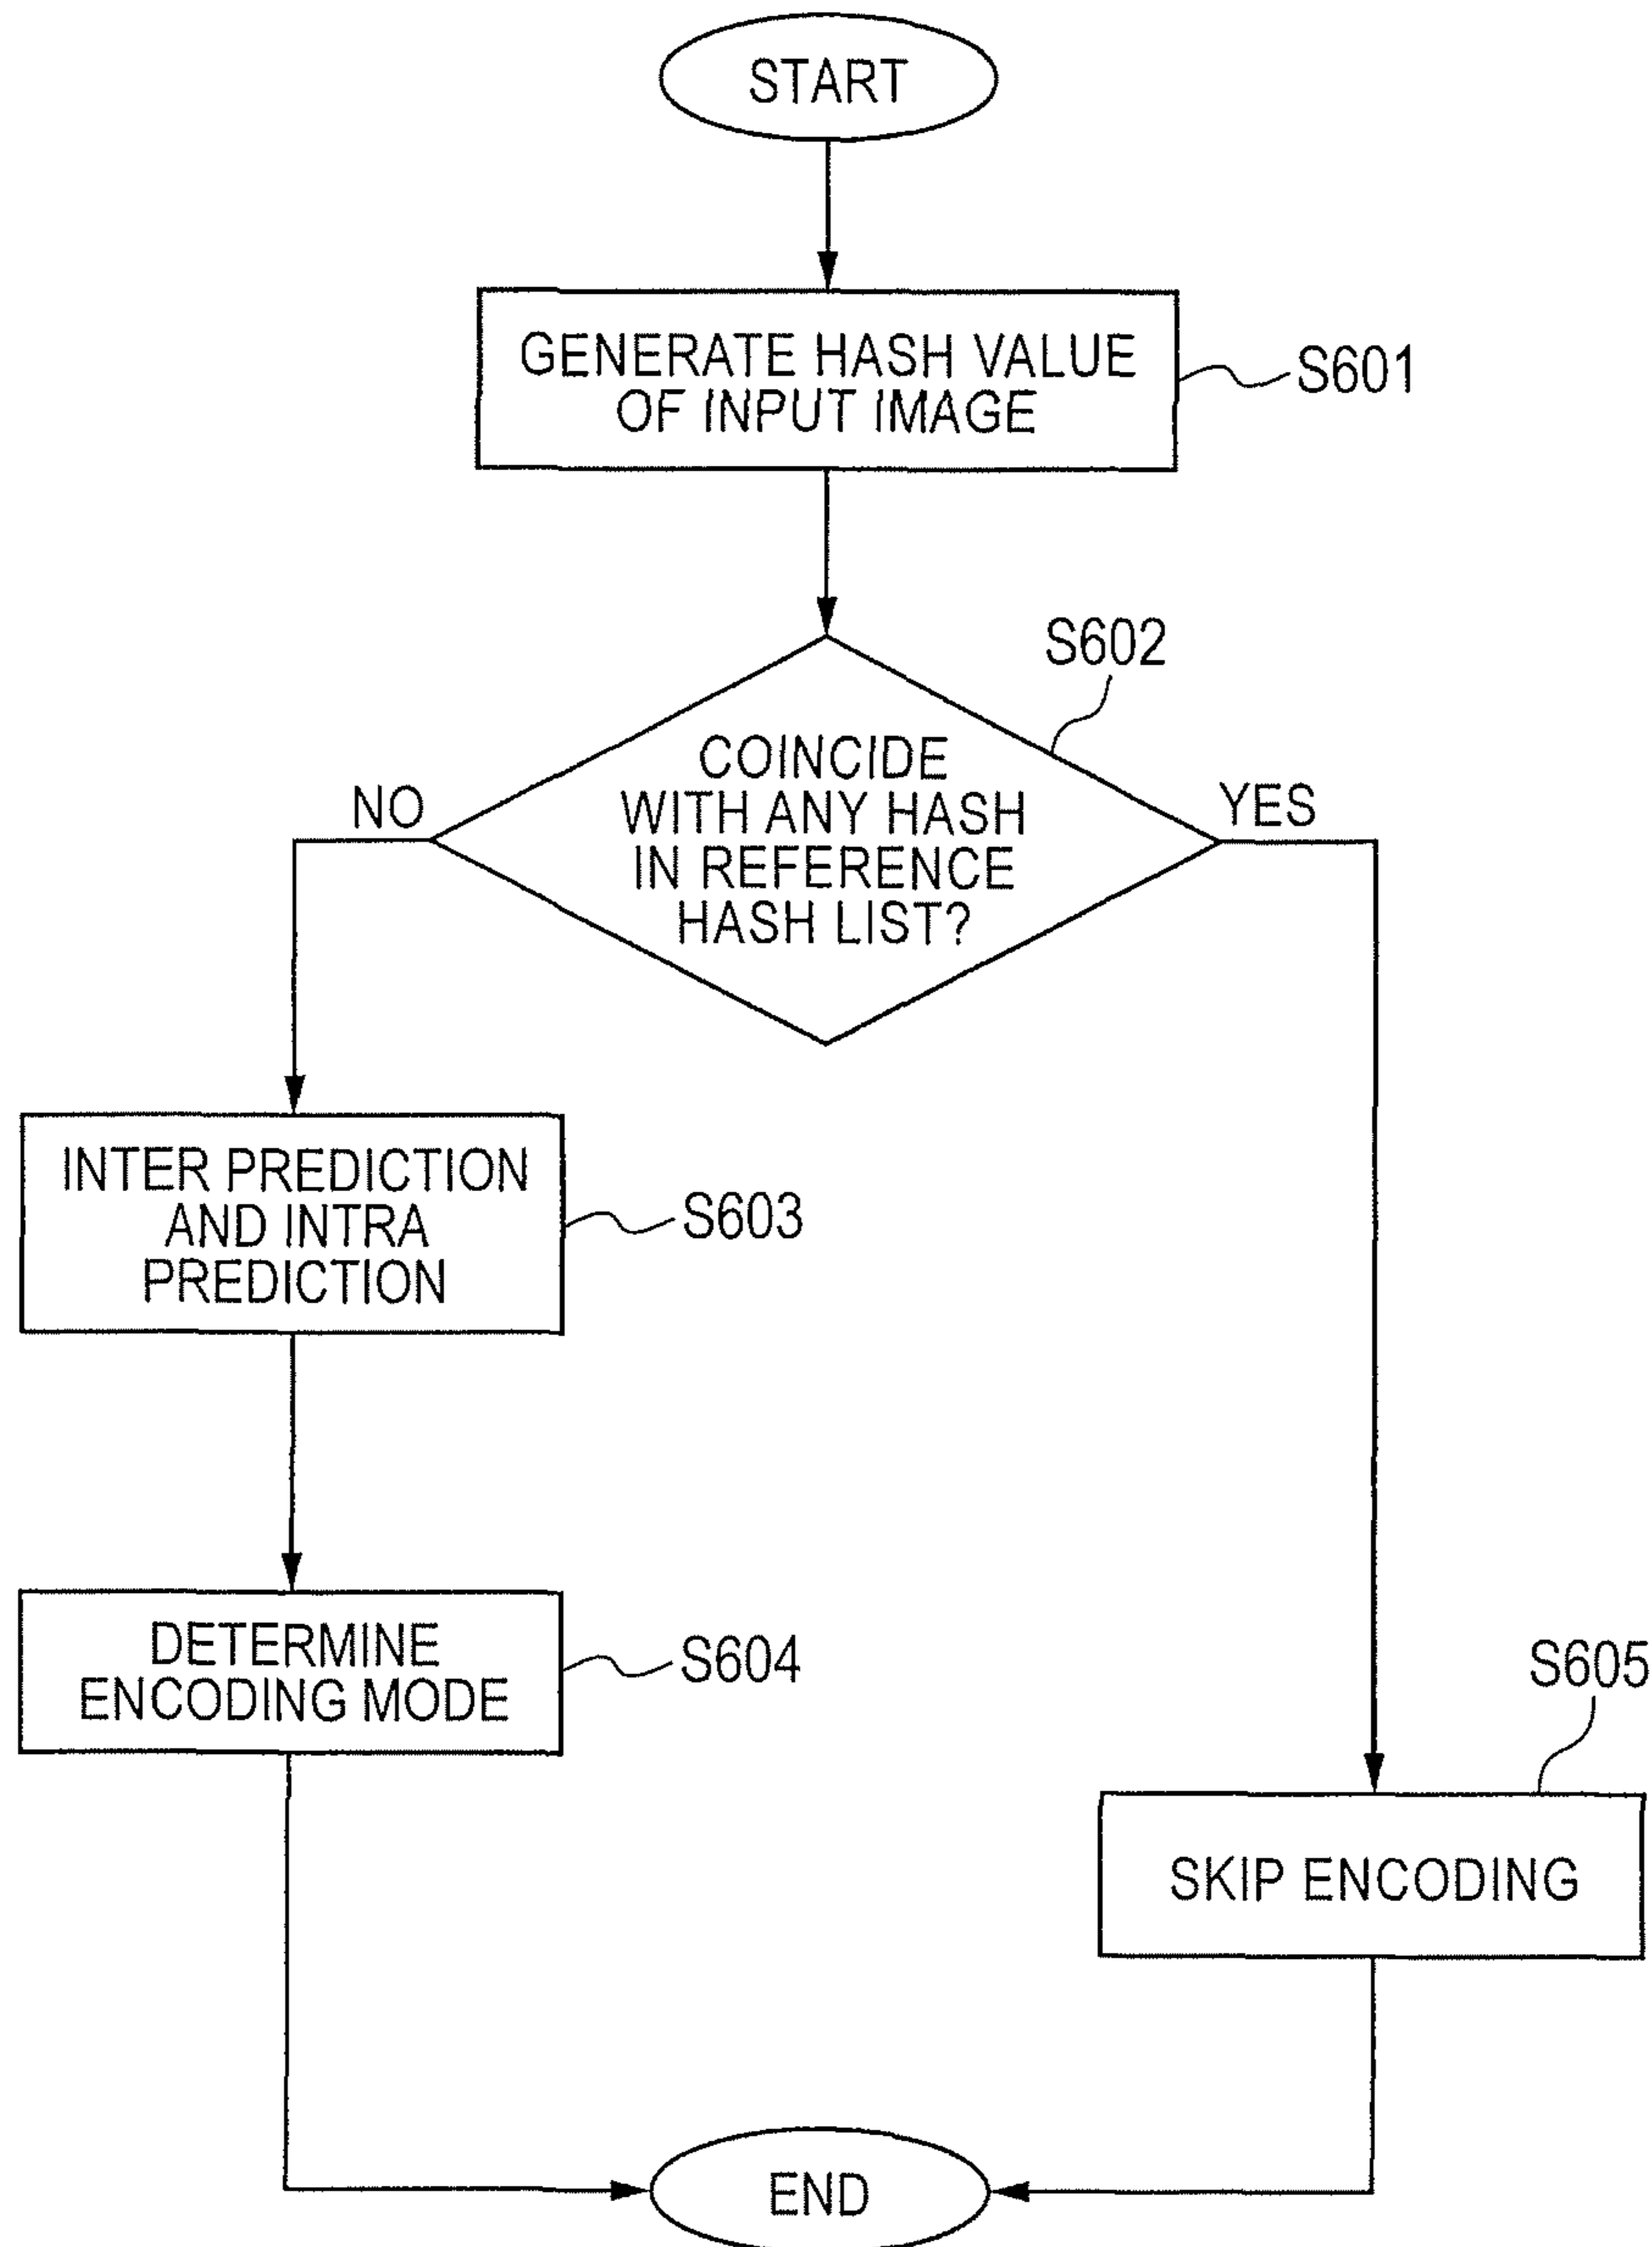 START
GENERATE HASH VALUE
OF INPUT IMAGE
S601
S602
COINCIDE
WITH ANY HASH
IN REFERENCE
HASH LIST?
NO
YES
INTER PREDICTION
AND INTRA
PREDICTION
S603
DETERMINE
ENCODING MODE
S604
S605
SKIP ENCODING
END